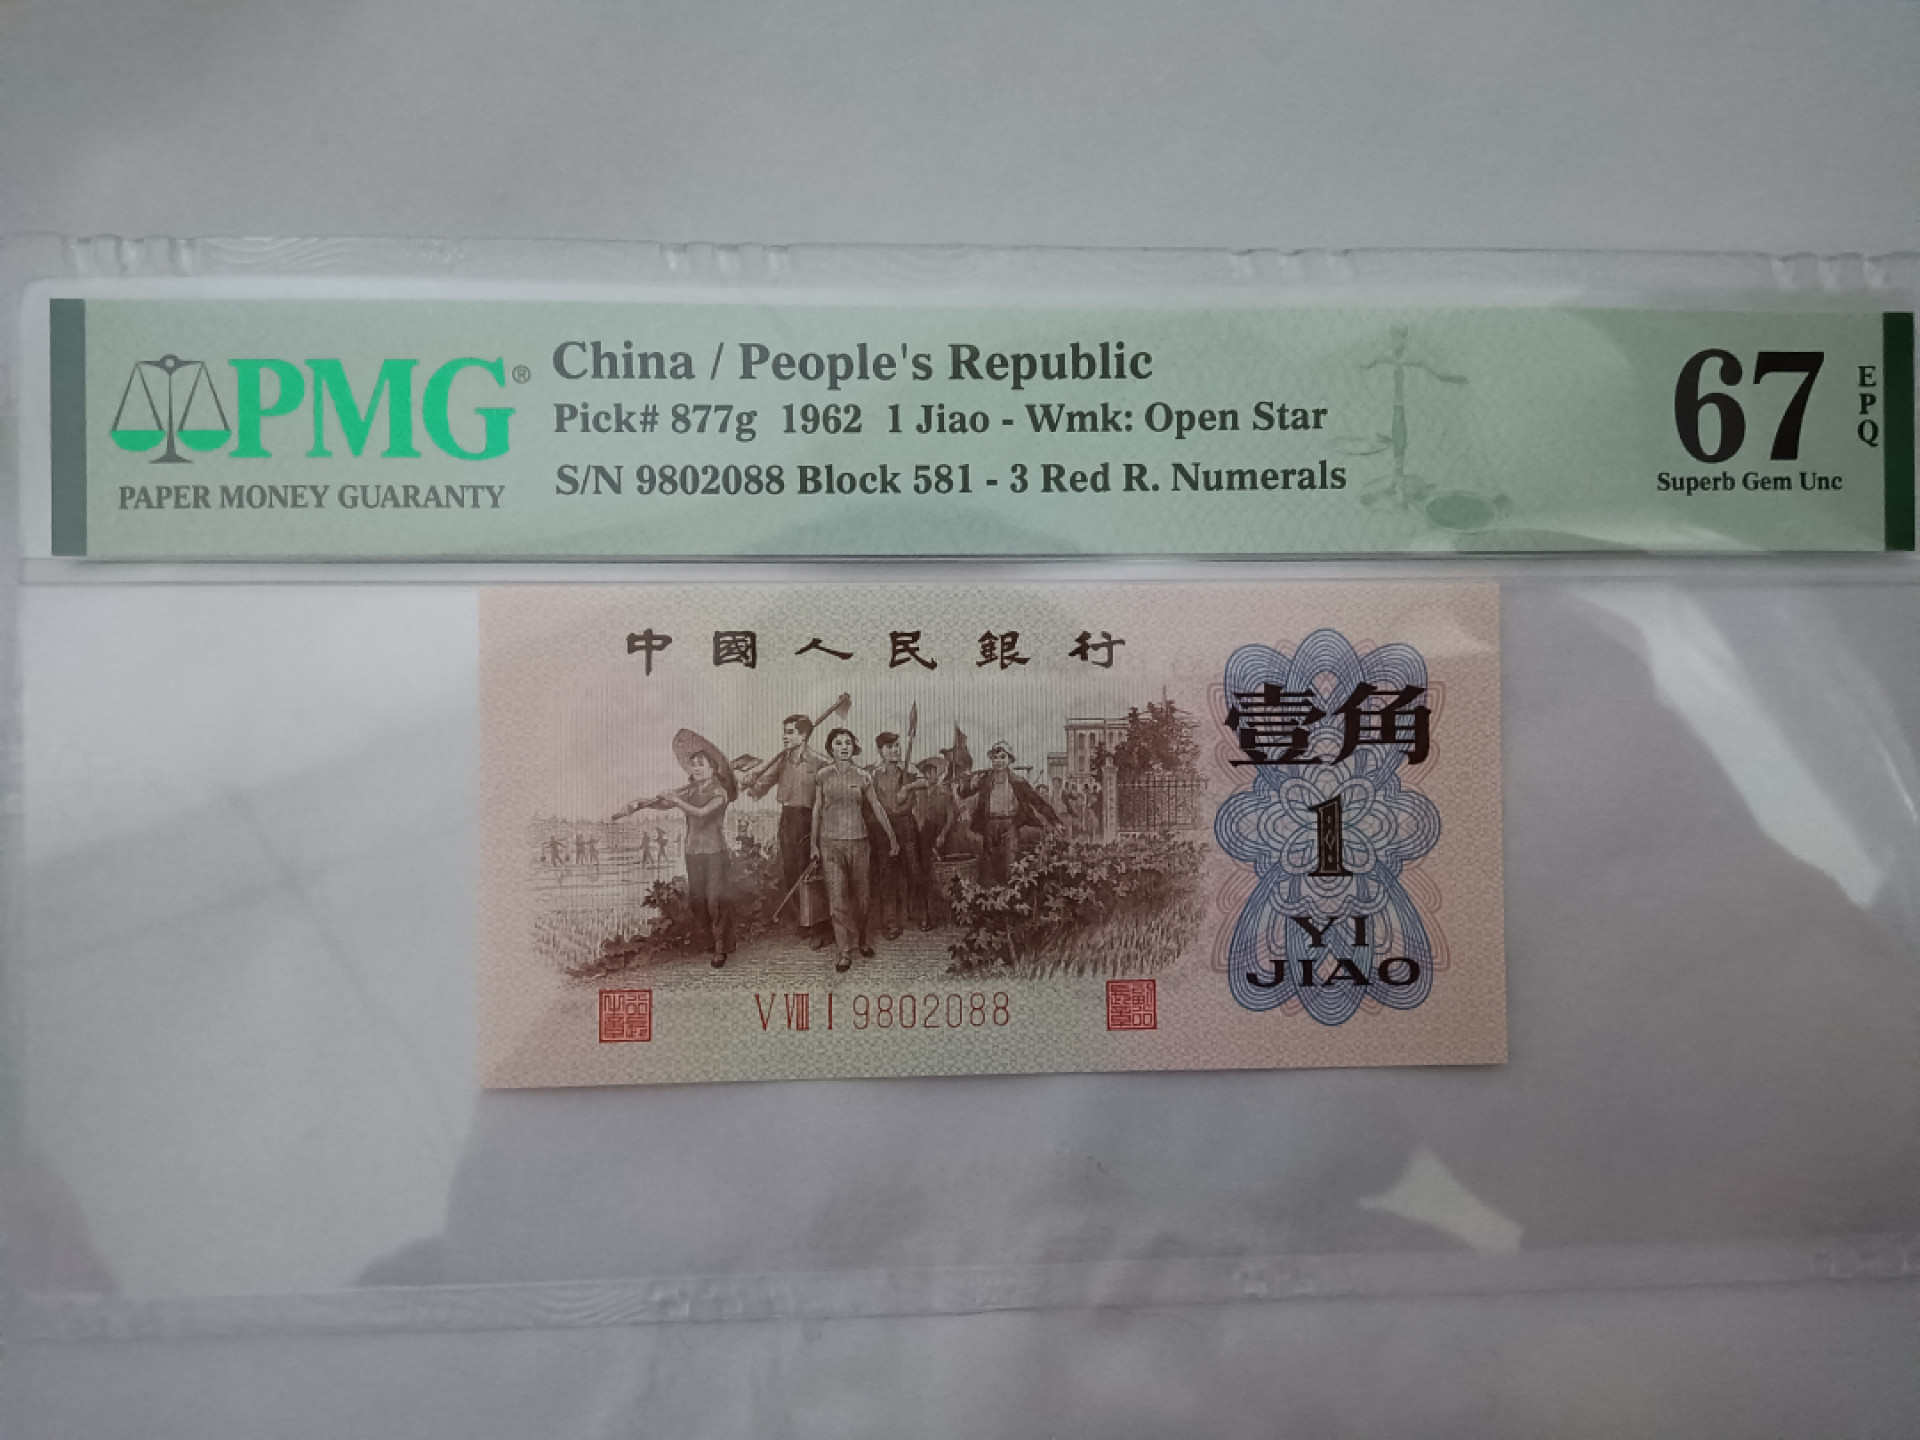 PMG®
PAPER MONEY GUARANTY
China / People's Republic
Pick# 877g 1962 1 Jiao - Wmk: Open Star
S/N 9802088 Block 581 - 3 Red R. Numerals
67
EPQ
Superb Gem Unc
中國人民銀行
壹角
1
YI
JIAO
V VIII I 9802088